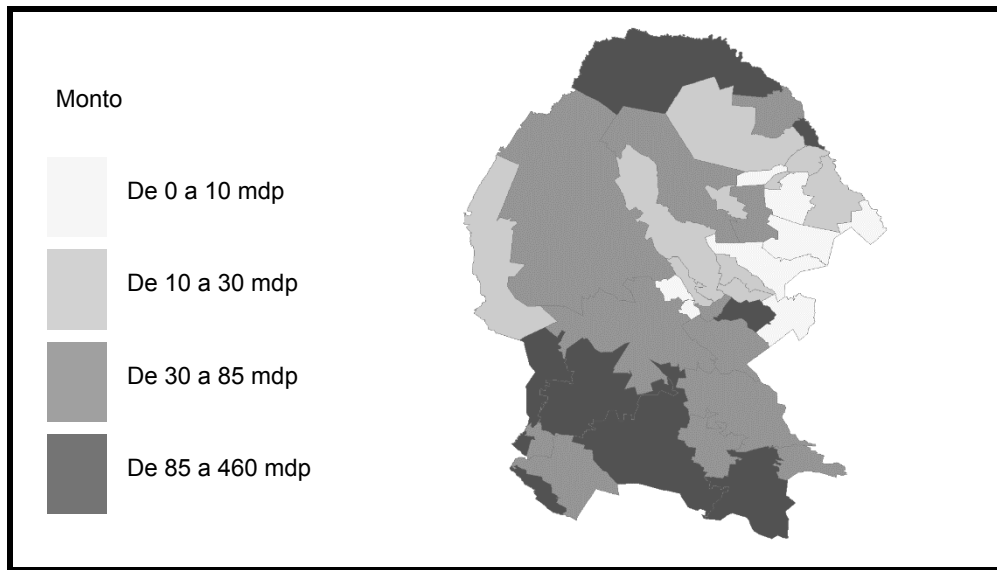 Monto
De 0 a 10 mdp
De 10 a 30 mdp
De 30 a 85 mdp
De 85 a 460 mdp